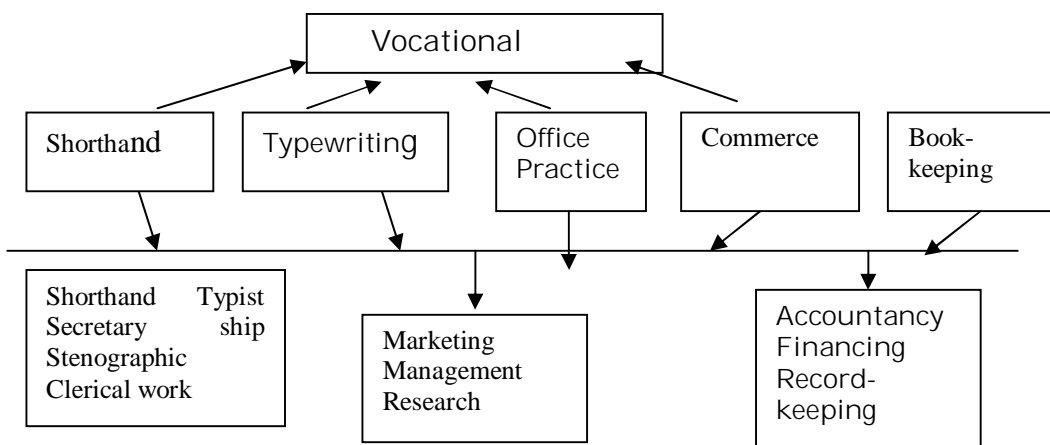 Vocational
Shorthand
Typewriting
Office
Practice
Commerce
Book-
keeping
Shorthand Typist
Secretary ship
Stenographic
Clerical work
Marketing
Management
Research
Accountancy
Financing
Record-
keeping